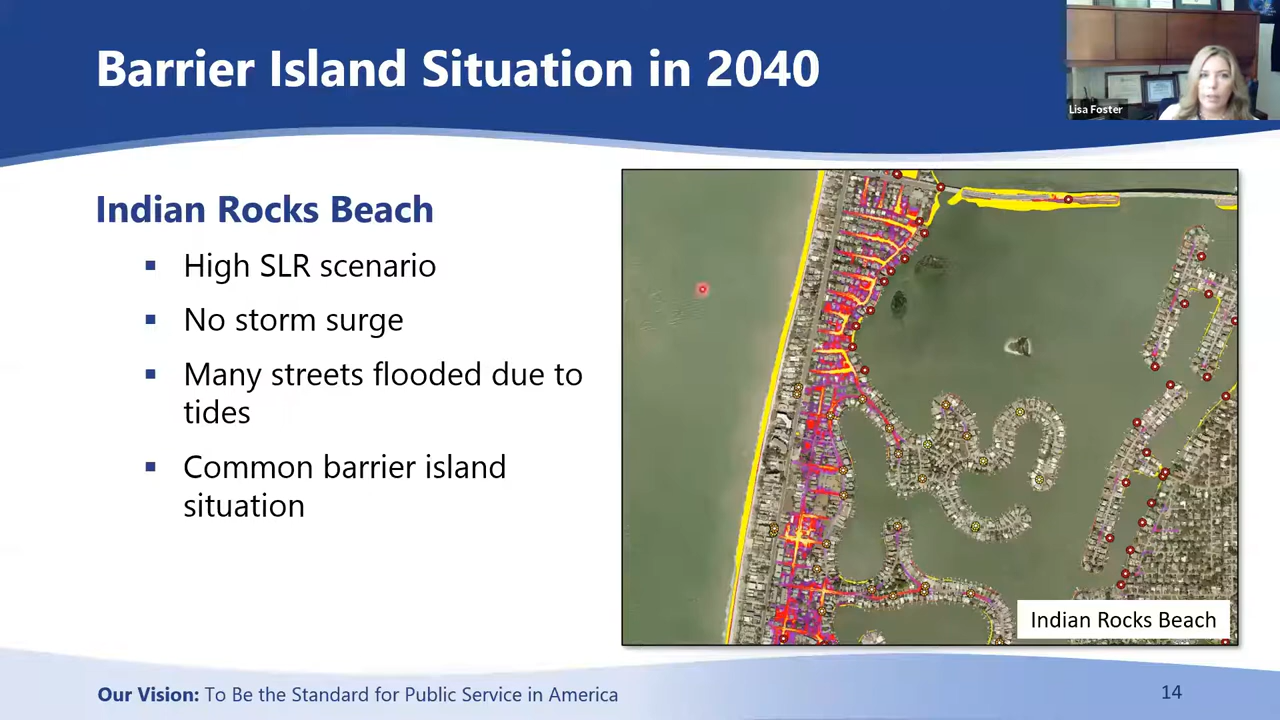 Barrier Island Situation in 2040
Lisa Foster
Indian Rocks Beach
▪ High SLR scenario
▪ No storm surge
▪ Many streets flooded due to
tides
▪ Common barrier island
situation
Indian Rocks Beach
Our Vision: To Be the Standard for Public Service in America
14